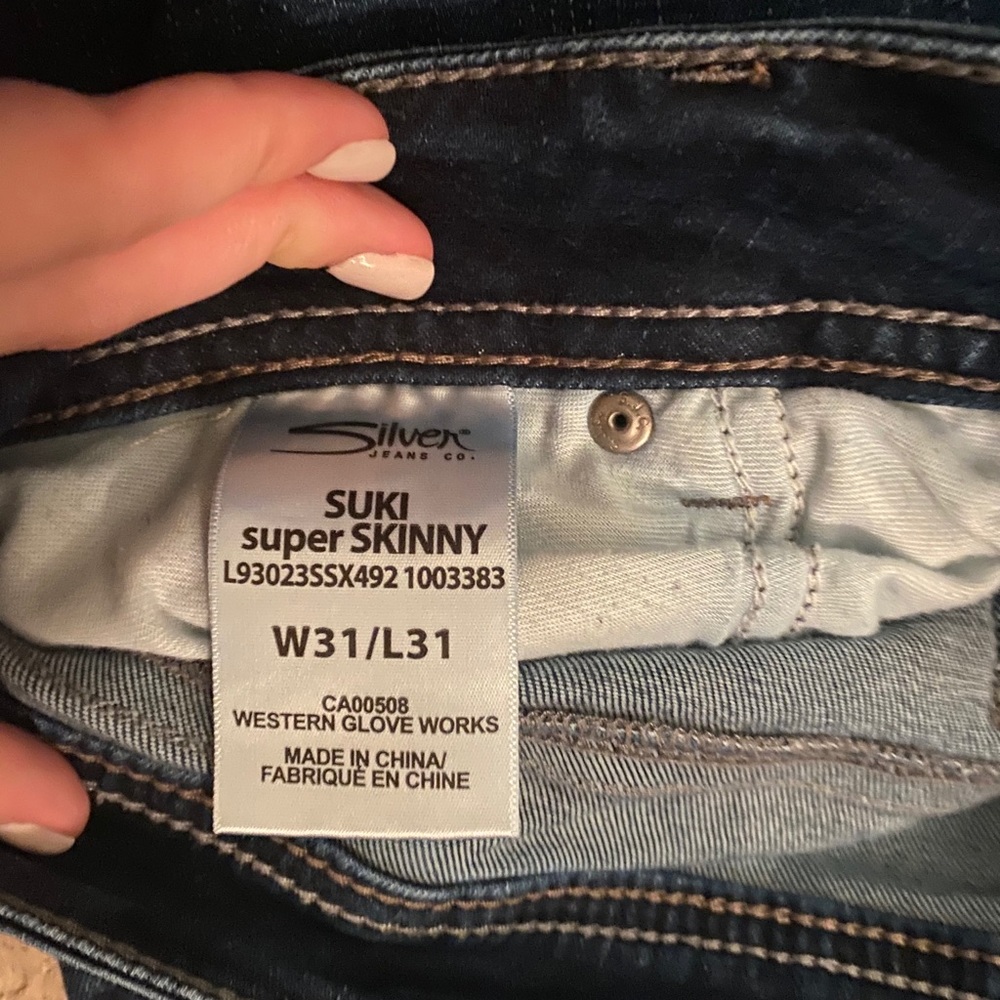 Silver®
JEANS CO.
SUKI
super SKINNY
L93023SSX492 1003383
W31/L31
CA00508
WESTERN GLOVE WORKS
MADE IN CHINA/
FABRIQUÉ EN CHINE